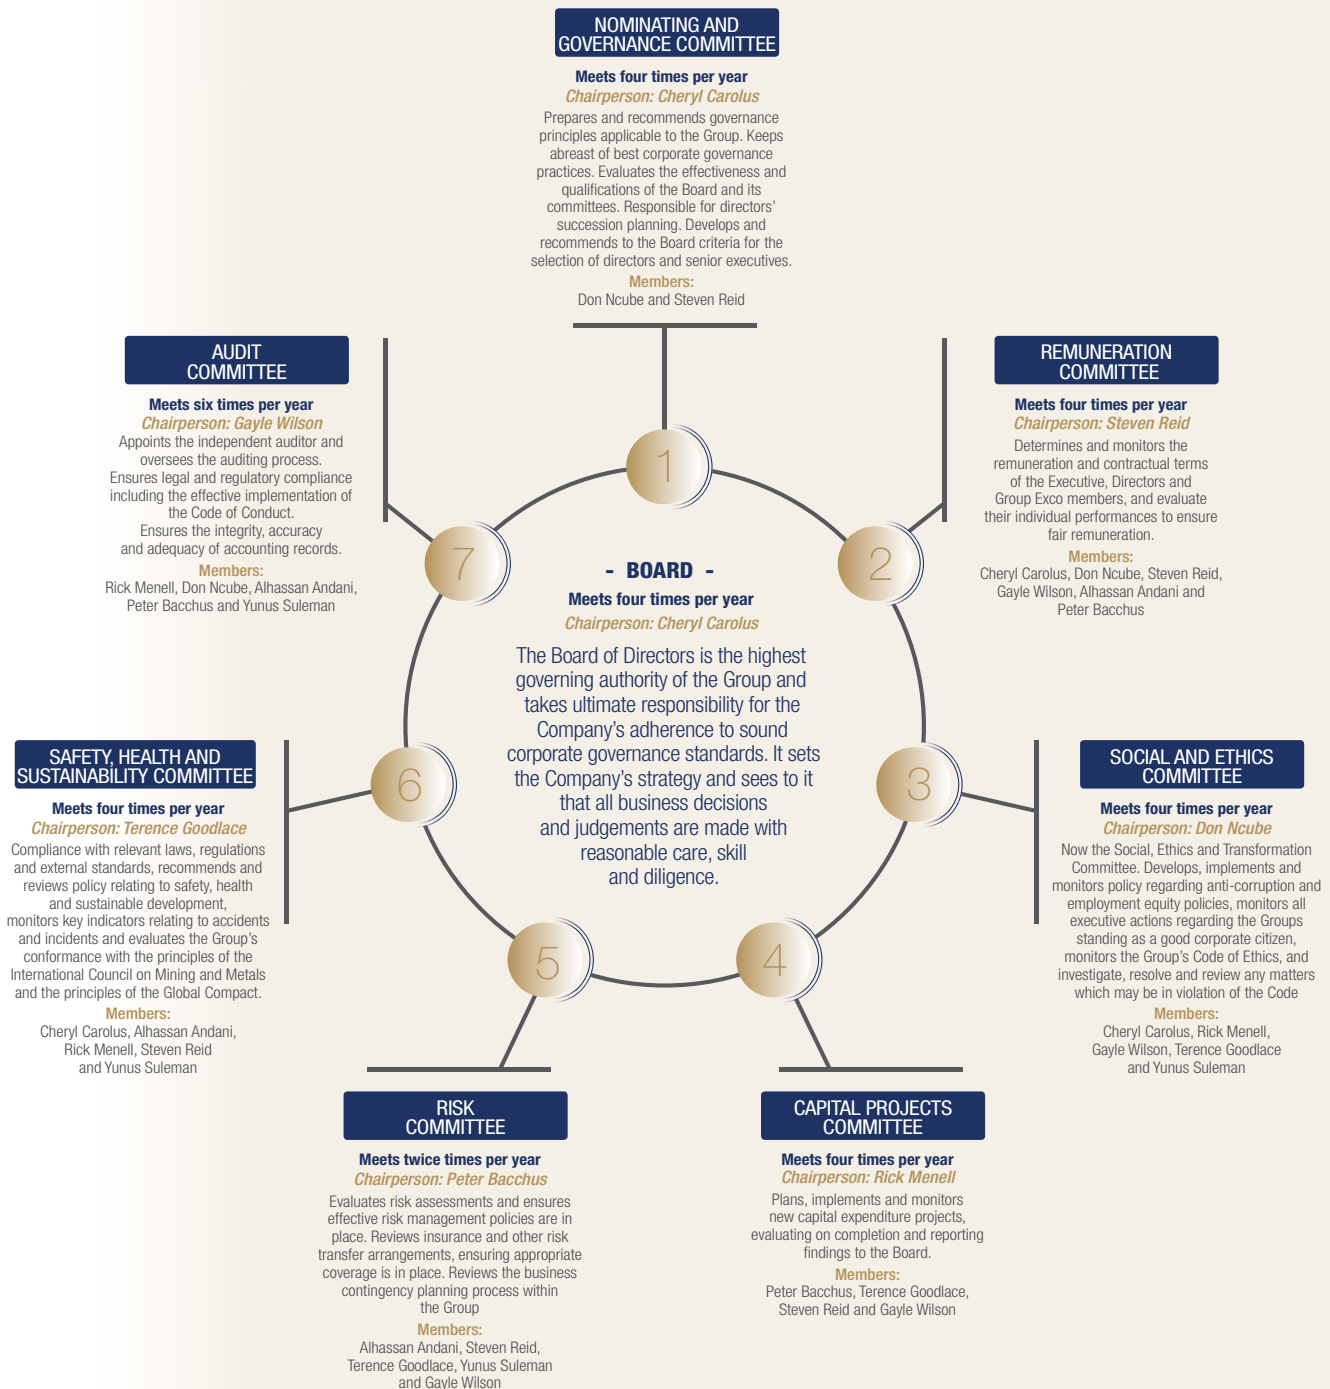 NOMINATING AND
GOVERNANCE COMMITTEE
Meets four times per year
Chairperson: Cheryl Carolus
Prepares and recommends governance
principles applicable to the Group. Keeps
abreast of best corporate governance
practices. Evaluates the effectiveness and
qualifications of the Board and its
committees. Responsible for directors’
succession planning. Develops and
recommends to the Board criteria for the
selection of directors and senior executives.
Members:
Don Ncube and Steven Reid
1
REMUNERATION
COMMITTEE
Meets four times per year
Chairperson: Steven Reid
Determines and monitors the
remuneration and contractual terms
of the Executive, Directors and
Group Exco members, and evaluate
their individual performances to ensure
fair remuneration.
Members:
Cheryl Carolus, Don Ncube, Steven Reid,
Gayle Wilson, Alhassan Andani and
Peter Bacchus
2
SOCIAL AND ETHICS
COMMITTEE
Meets four times per year
Chairperson: Don Ncube
Now the Social, Ethics and Transformation
Committee. Develops, implements and
monitors policy regarding anti-corruption and
employment equity policies, monitors all
executive actions regarding the Groups
standing as a good corporate citizen,
monitors the Group’s Code of Ethics, and
investigate, resolve and review any matters
which may be in violation of the Code
Members:
Cheryl Carolus, Rick Menell,
Gayle Wilson, Terence Goodlace
and Yunus Suleman
3
CAPITAL PROJECTS
COMMITTEE
Meets four times per year
Chairperson: Rick Menell
Plans, implements and monitors
new capital expenditure projects,
evaluating on completion and reporting
findings to the Board.
Members:
Peter Bacchus, Terence Goodlace,
Steven Reid and Gayle Wilson
4
RISK
COMMITTEE
Meets twice times per year
Chairperson: Peter Bacchus
Evaluates risk assessments and ensures
effective risk management policies are in
place. Reviews insurance and other risk
transfer arrangements, ensuring appropriate
coverage is in place. Reviews the business
contingency planning process within
the Group
Members:
Alhassan Andani, Steven Reid,
Terence Goodlace, Yunus Suleman
and Gayle Wilson
5
SAFETY, HEALTH AND
SUSTAINABILITY COMMITTEE
Meets four times per year
Chairperson: Terence Goodlace
Compliance with relevant laws, regulations
and external standards, recommends and
reviews policy relating to safety, health
and sustainable development,
monitors key indicators relating to accidents
and incidents and evaluates the Group’s
conformance with the principles of the
International Council on Mining and Metals
and the principles of the Global Compact.
Members:
Cheryl Carolus, Alhassan Andani,
Rick Menell, Steven Reid
and Yunus Suleman
6
AUDIT
COMMITTEE
Meets six times per year
Chairperson: Gayle Wilson
Appoints the independent auditor and
oversees the auditing process.
Ensures legal and regulatory compliance
including the effective implementation of
the Code of Conduct.
Ensures the integrity, accuracy
and adequacy of accounting records.
Members:
Rick Menell, Don Ncube, Alhassan Andani,
Peter Bacchus and Yunus Suleman
7
- BOARD -
Meets four times per year
Chairperson: Cheryl Carolus
The Board of Directors is the highest
governing authority of the Group and
takes ultimate responsibility for the
Company’s adherence to sound
corporate governance standards. It sets
the Company’s strategy and sees to it
that all business decisions
and judgements are made with
reasonable care, skill
and diligence.